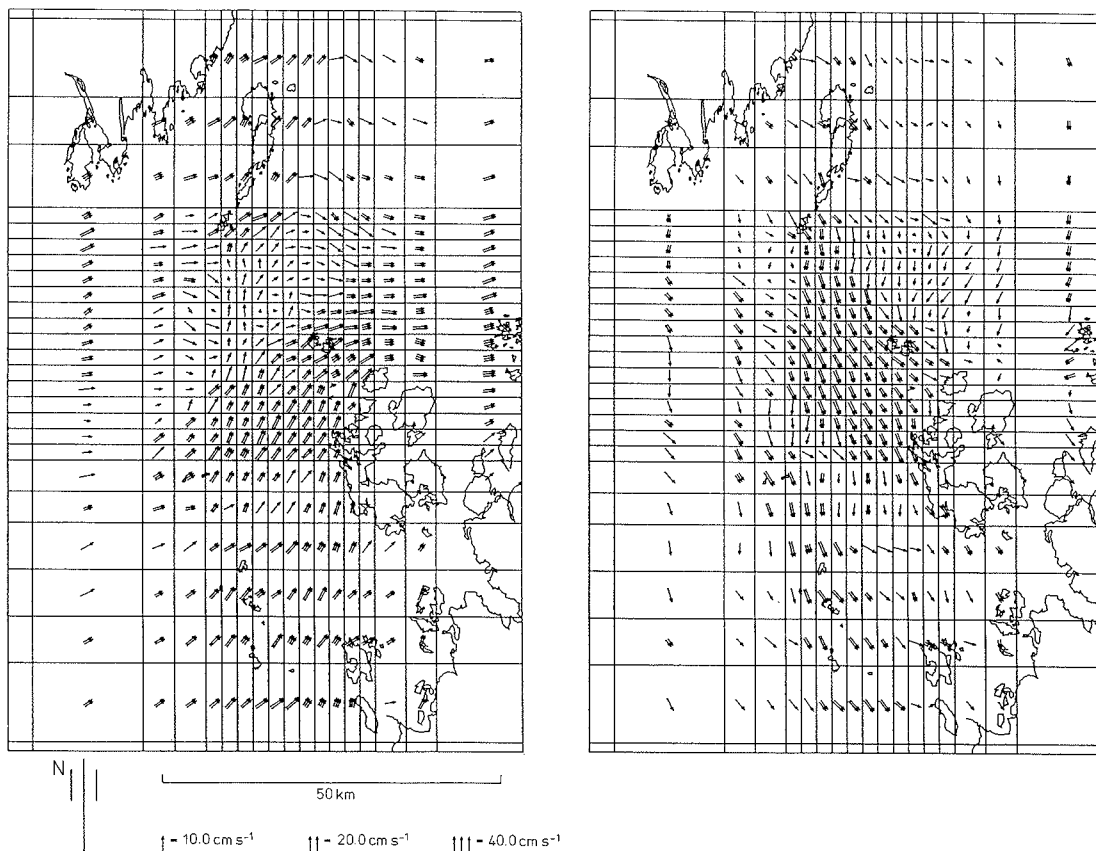 N
50 km
= 10.0 cm s⁻¹
= 20.0 cm s⁻¹
= 40.0 cm s⁻¹